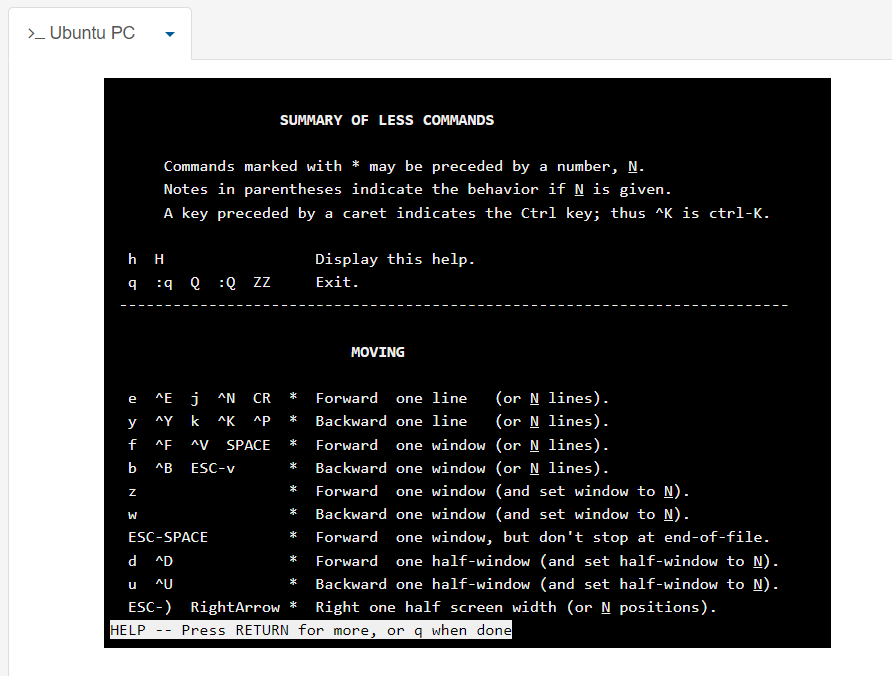 >_ Ubuntu PC
SUMMARY OF LESS COMMANDS
Commands marked with * may be preceded by a number, N.
Notes in parentheses indicate the behavior if N is given.
A key preceded by a caret indicates the Ctrl key; thus ^K is ctrl-K.
h  H                 Display this help.
q  :q  Q  :Q  ZZ     Exit.
---------------------------------------------------------------------------
MOVING
e  ^E  j  ^N  CR  *  Forward  one line   (or N lines).
y  ^Y  k  ^K  ^P  *  Backward one line   (or N lines).
f  ^F  ^V  SPACE  *  Forward  one window (or N lines).
b  ^B  ESC-v      *  Backward one window (or N lines).
z                 *  Forward  one window (and set window to N).
w                 *  Backward one window (and set window to N).
ESC-SPACE         *  Forward  one window, but don't stop at end-of-file.
d  ^D             *  Forward  one half-window (and set half-window to N).
u  ^U             *  Backward one half-window (and set half-window to N).
ESC-)  RightArrow *  Right one half screen width (or N positions).
HELP -- Press RETURN for more, or q when done